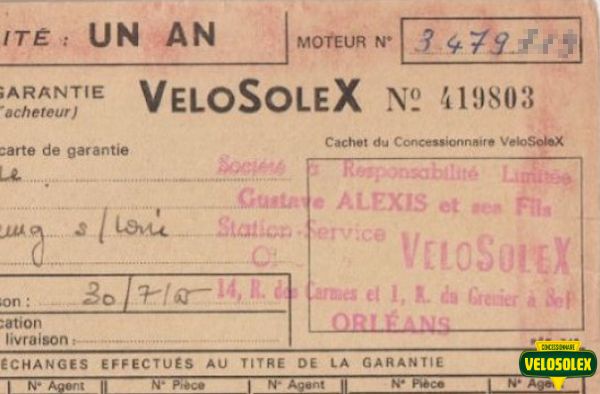 ITÉ : UN AN
MOTEUR N° 3479
GARANTIE
(acheteur)
VELOSOLEX Nº 419803
Cachet du Concessionnaire VELOSOLEX
carte de garantie
Société à Responsabilité Limitée
Gustave ALEXIS et ses Fils
s/Loire
Station-Service
VELOSOLEX
son : 30/7/
14, R. des Carmes et 1, R. du Grenier à Sel
ORLÉANS
cation
livraison :
ÉCHANGES EFFECTUÉS AU TITRE DE LA GARANTIE
N° Agent || N° Pièce | N° Agent || N° Pièce | N° Agent
CONCESSIONNAIRE
VELOSOLEX